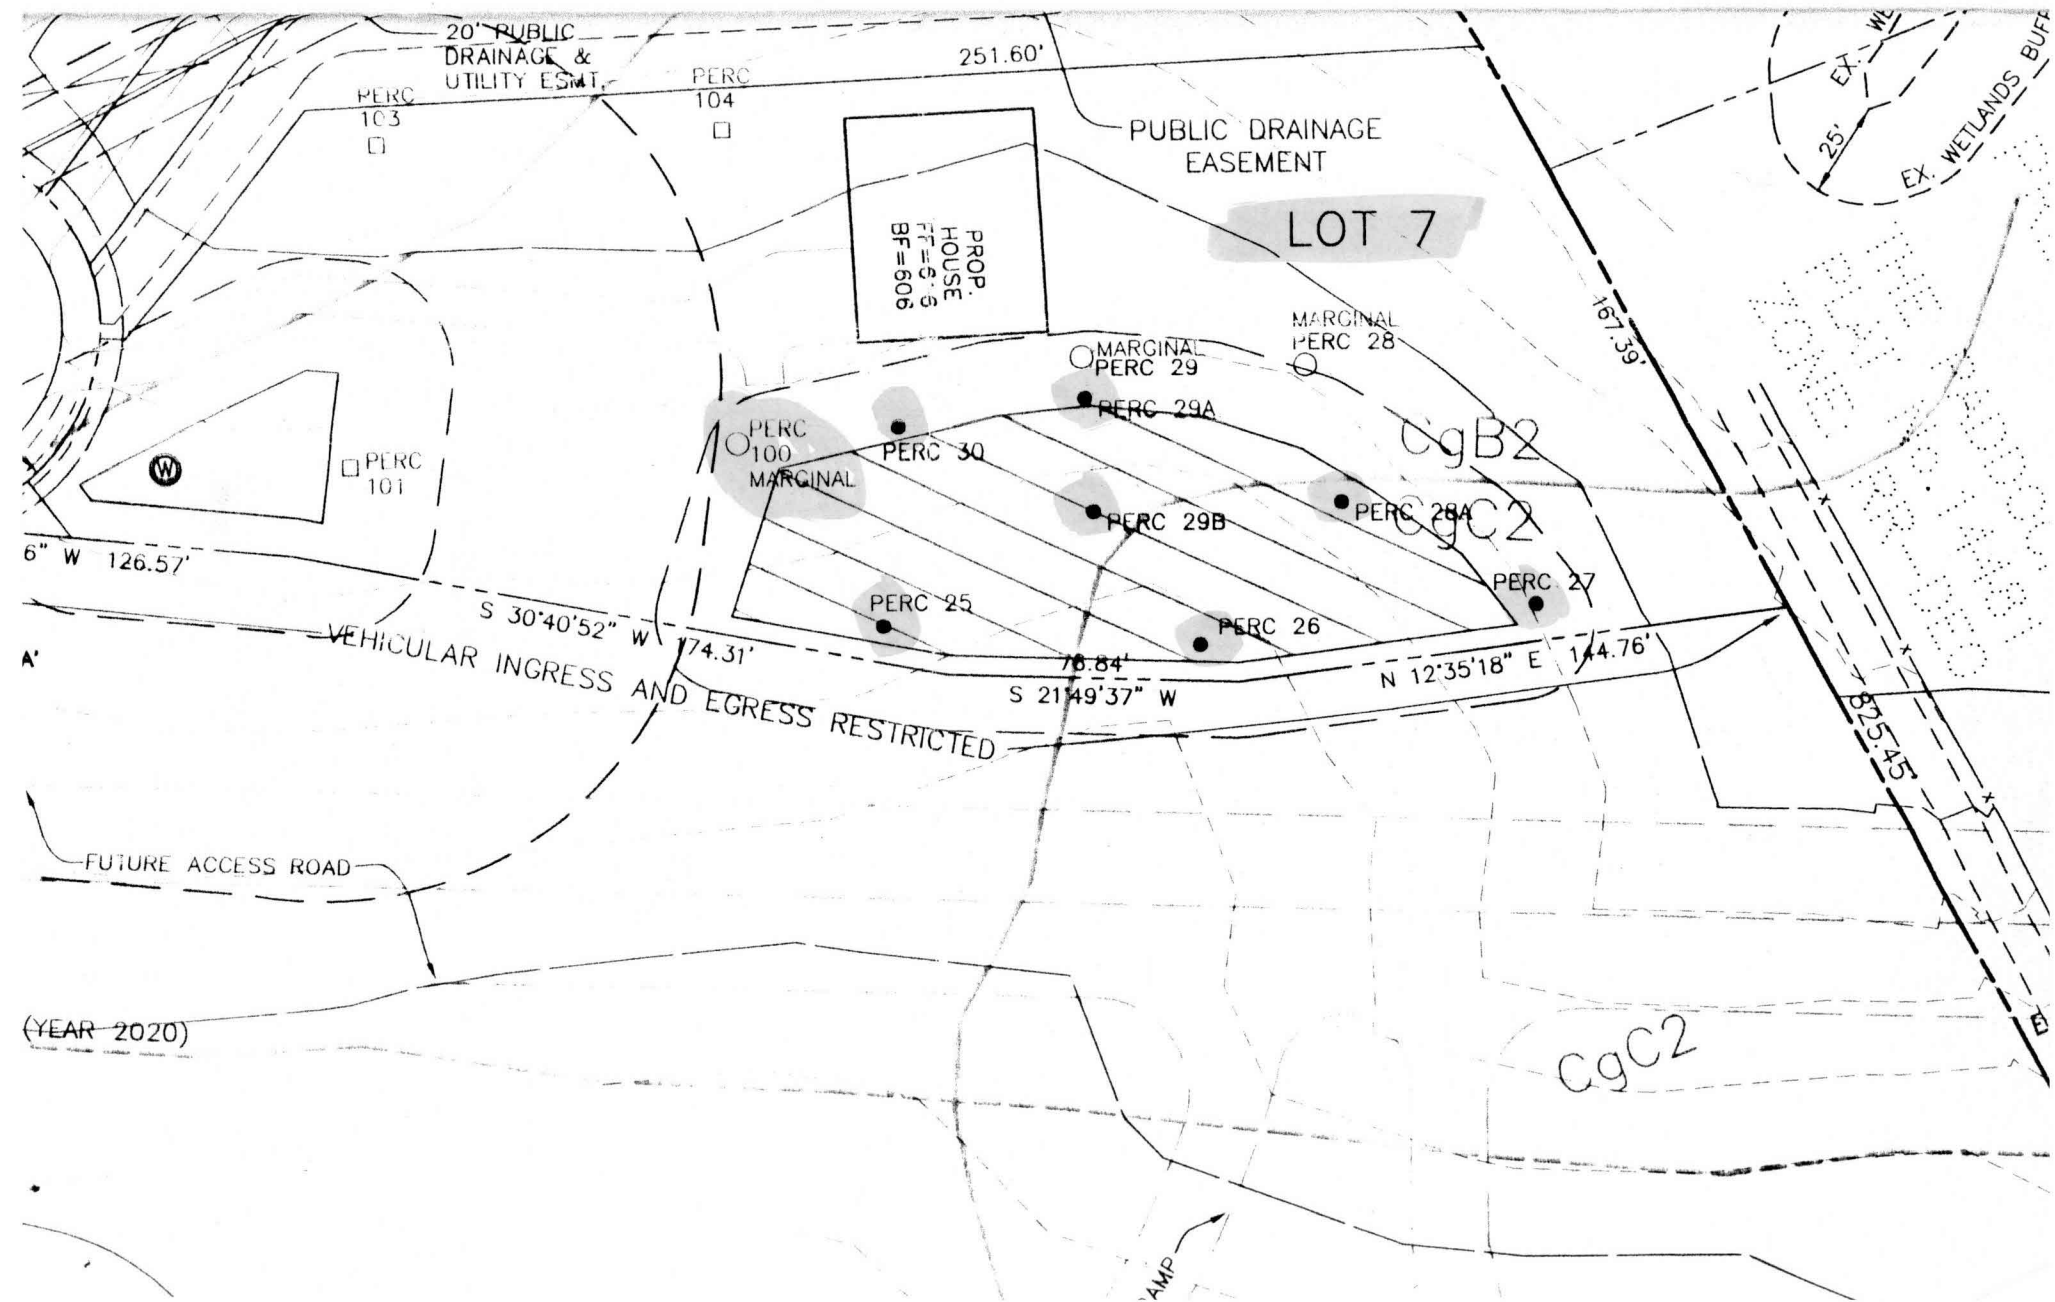 20' PUBLIC
DRAINAGE &
UTILITY ESMT.
PERC
103
PERC
104
251.60'
PUBLIC DRAINAGE
EASEMENT
LOT 7
25'
EX. WETLANDS
PROP.
HOUSE
BF=606
MARGINAL
PERC 28
MARGINAL
PERC 29
167.39'
PERC 29A
PERC 30
PERC
100
MARGINAL
CgB2
PERC
101
W
PERC 29B
PERC 28A
CgC2
6" W 126.57'
PERC 25
PERC 26
PERC 27
S 30°40'52" W 174.31'
78.84'
S 21°49'37" W
N 12°35'18" E 144.76'
VEHICULAR INGRESS AND EGRESS RESTRICTED
A'
825.45'
FUTURE ACCESS ROAD
(YEAR 2020)
CgC2
E